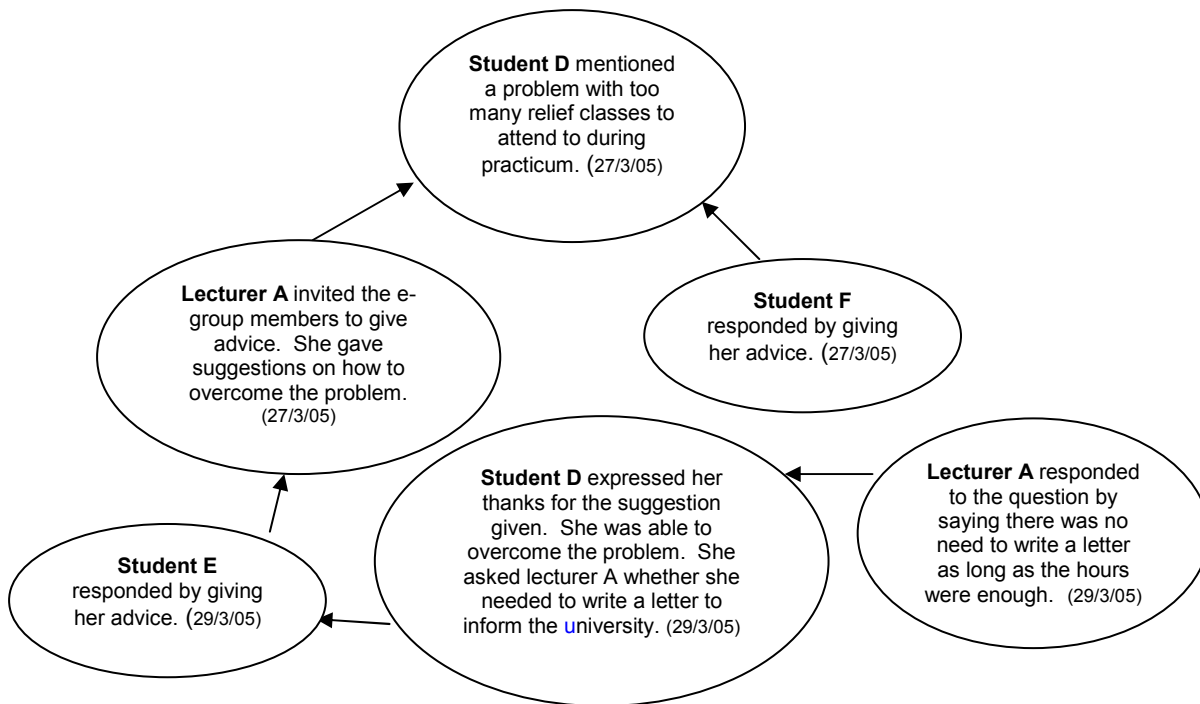 Student D mentioned
a problem with too
many relief classes to
attend to during
practicum. (27/3/05)
Lecturer A invited the e-
group members to give
advice. She gave
suggestions on how to
overcome the problem.
(27/3/05)
Student F
responded by giving
her advice. (27/3/05)
Student E
responded by giving
her advice. (29/3/05)
Student D expressed her
thanks for the suggestion
given. She was able to
overcome the problem. She
asked lecturer A whether she
needed to write a letter to
inform the university. (29/3/05)
Lecturer A responded
to the question by
saying there was no
need to write a letter
as long as the hours
were enough. (29/3/05)